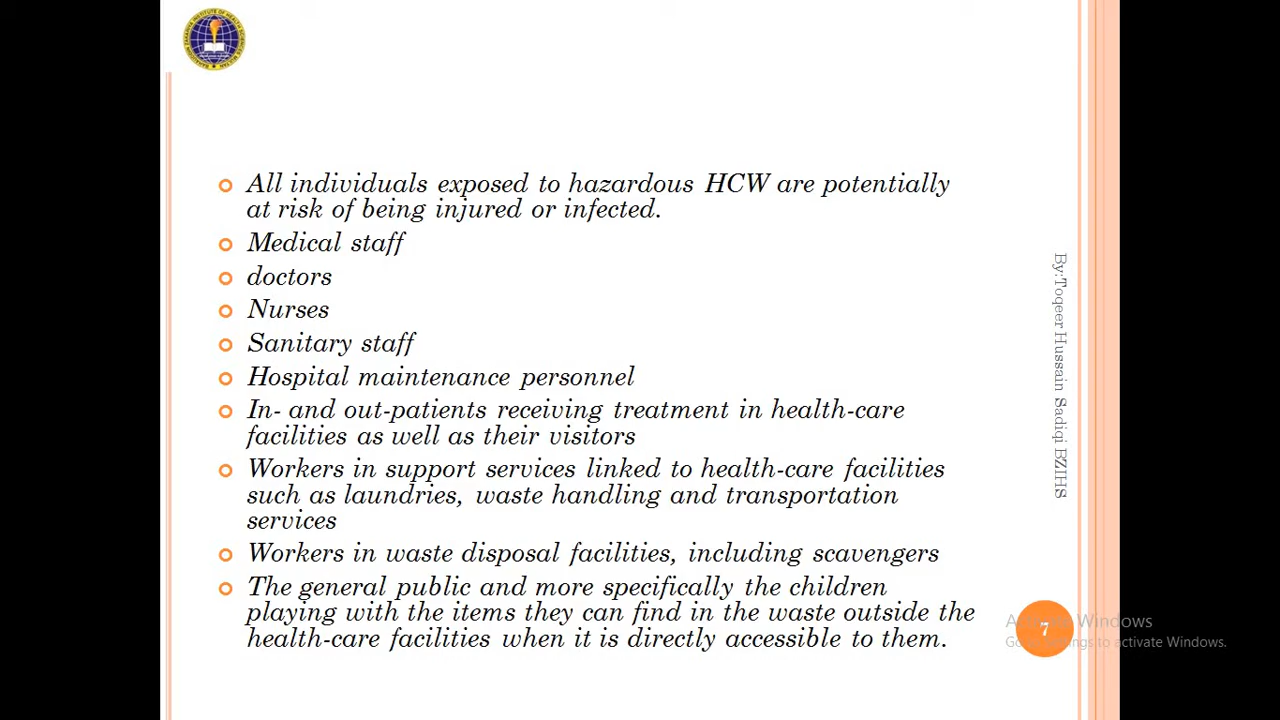 All individuals exposed to hazardous HCW are potentially
at risk of being injured or infected.
Medical staff
doctors
Nurses
Sanitary staff
Hospital maintenance personnel
In- and out-patients receiving treatment in health-care
facilities as well as their visitors
Workers in support services linked to health-care facilities
such as laundries, waste handling and transportation
services
Workers in waste disposal facilities, including scavengers
The general public and more specifically the children
playing with the items they can find in the waste outside the
health-care facilities when it is directly accessible to them.
By:Toqeer Hussain Sadiqi BZIHS
7
Windows
to activate Windows.